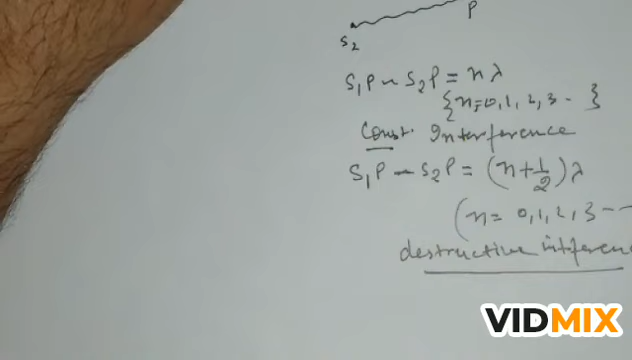 P
S₂
S₁P ~ S₂P = nλ
{n=0,1,2,3 - - }
Const. Interference
S₁P ~ S₂P = (n+1/2)λ
(n= 0,1,2,3 - - -
destructive interferenc
VIDMIX